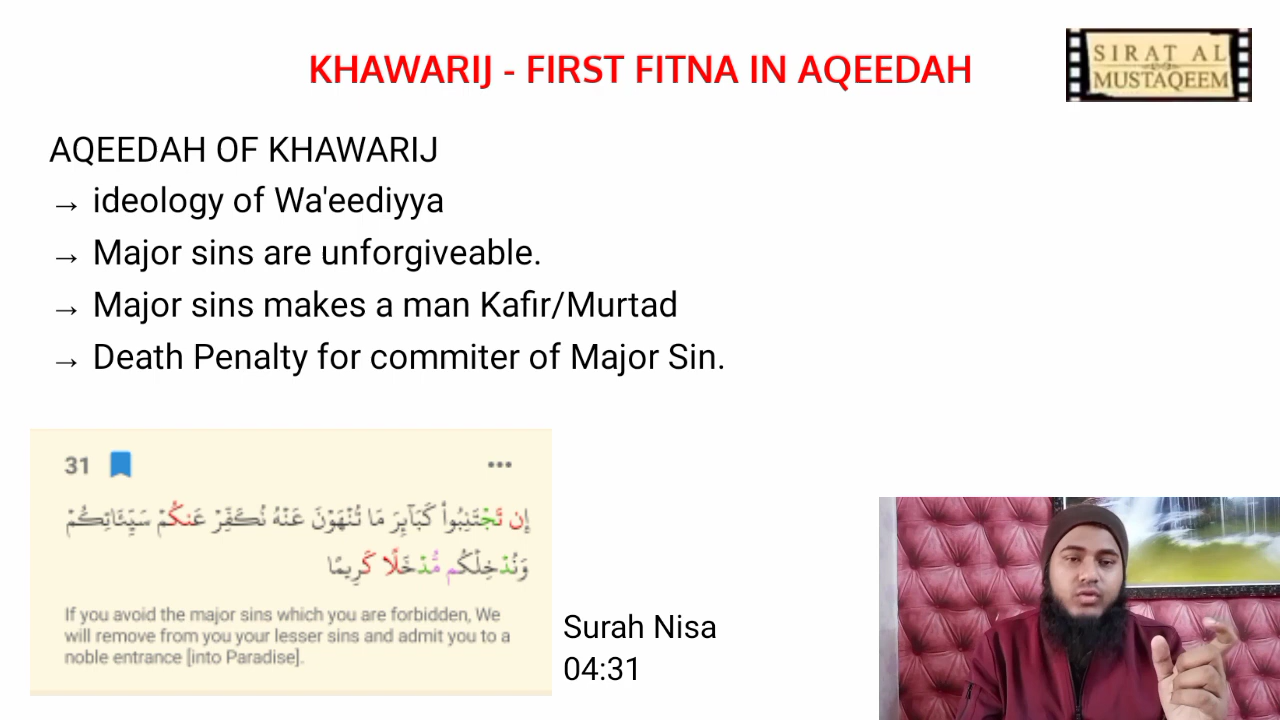 KHAWARIJ - FIRST FITNA IN AQEEDAH
SIRAT AL
MUSTAQEEM
AQEEDAH OF KHAWARIJ
→ ideology of Wa'eediyya
→ Major sins are unforgiveable.
→ Major sins makes a man Kafir/Murtad
→ Death Penalty for commiter of Major Sin.
31
إِن تَجْتَنِبُوا۟ كَبَآئِرَ مَا تُنْهَوْنَ عَنْهُ نُكَفِّرْ عَنكُمْ سَيِّـَٔاتِكُمْ
وَنُدْخِلْكُم مُّدْخَلًا كَرِيمًا
If you avoid the major sins which you are forbidden, We
will remove from you your lesser sins and admit you to a
noble entrance [into Paradise].
Surah Nisa
04:31